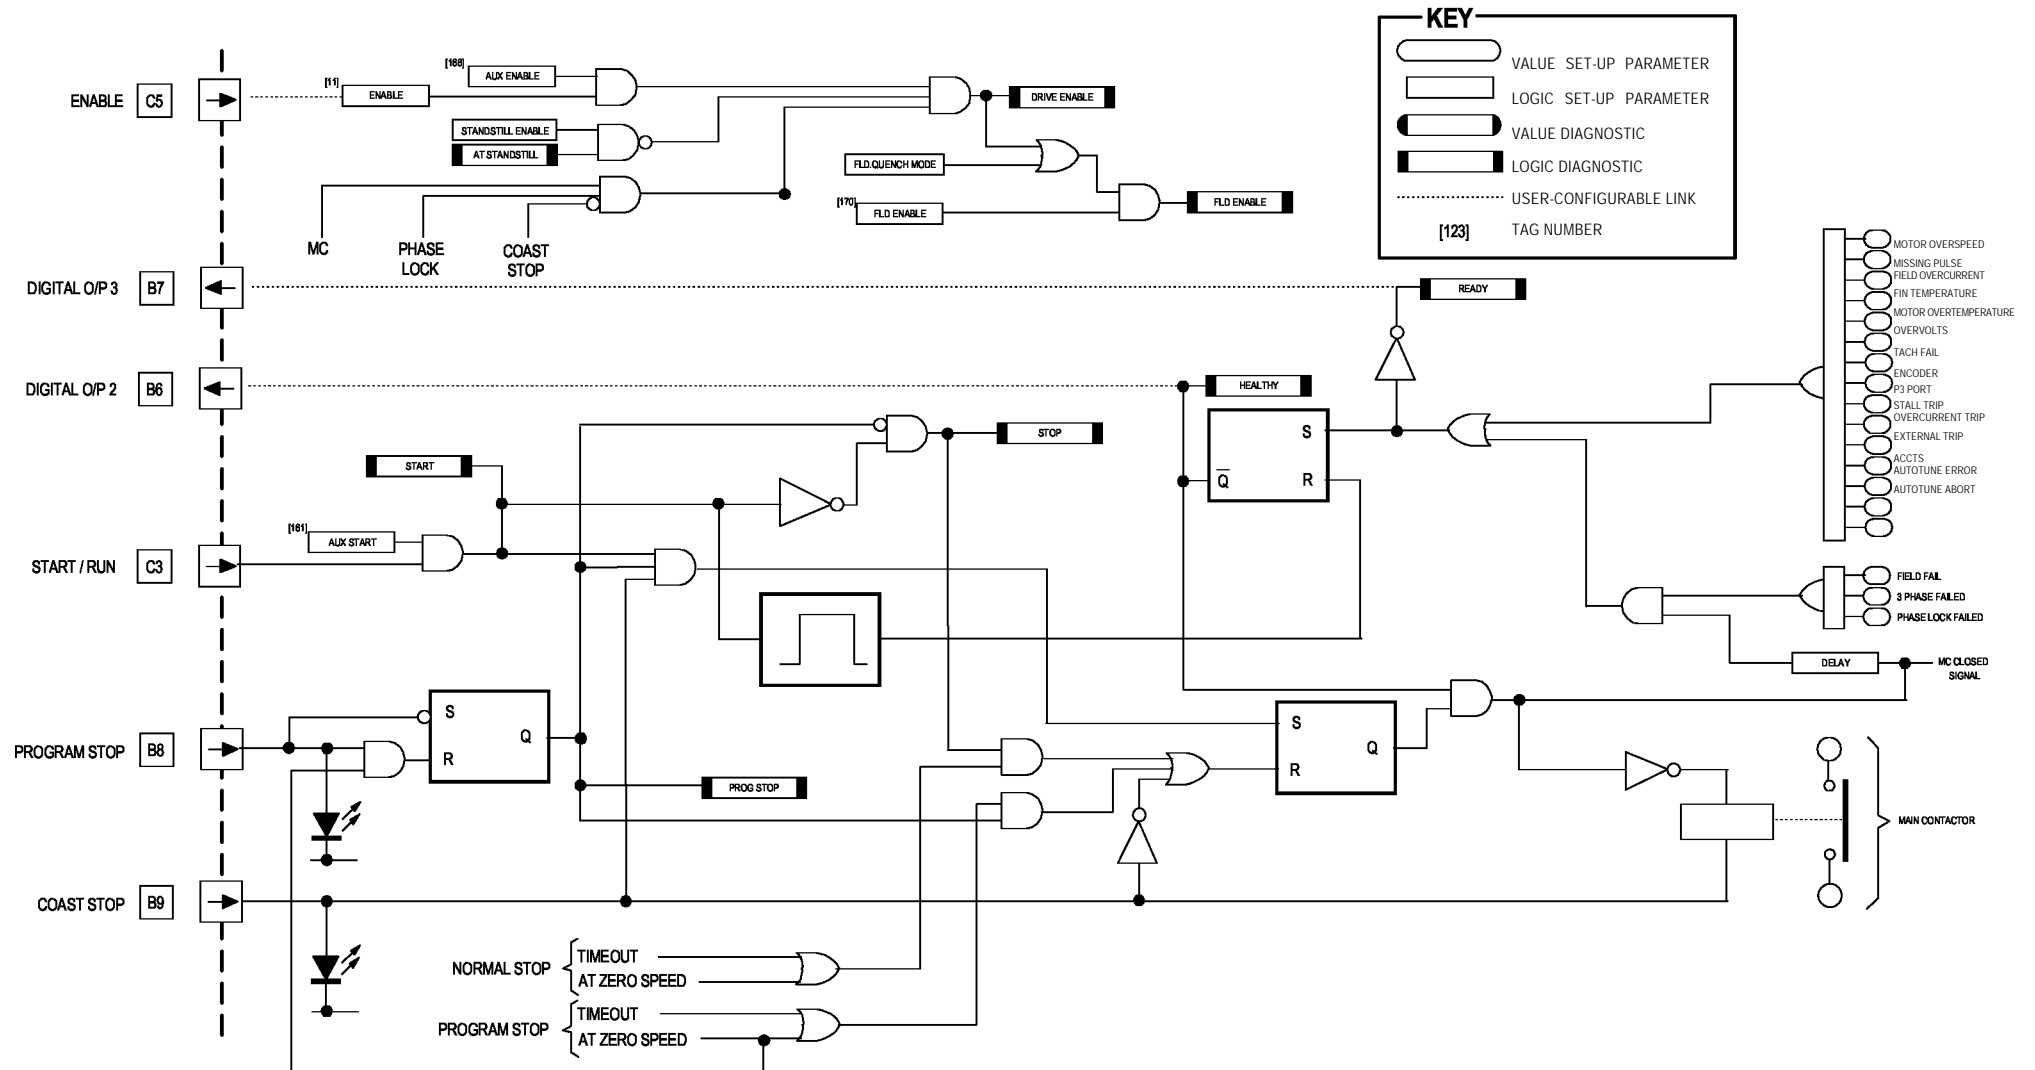 KEY
VALUE SET-UP PARAMETER
LOGIC SET-UP PARAMETER
VALUE DIAGNOSTIC
LOGIC DIAGNOSTIC
USER-CONFIGURABLE LINK
[123] TAG NUMBER
ENABLE C5
[11] ENABLE
[168] AUX ENABLE
DRIVE ENABLE
STANDSTILL ENABLE
AT STANDSTILL
FLD.QUENCH MODE
[170] FLD ENABLE
FLD ENABLE
MC
PHASE
LOCK
COAST
STOP
DIGITAL O/P 3 B7
READY
DIGITAL O/P 2 B6
HEALTHY
MOTOR OVERSPEED
MISSING PULSE
FIELD OVERCURRENT
FIN TEMPERATURE
MOTOR OVERTEMPERATURE
OVERVOLTS
TACH FAIL
ENCODER
P3 PORT
STALL TRIP
OVERCURRENT TRIP
EXTERNAL TRIP
ACCTS
AUTOTUNE ERROR
AUTOTUNE ABORT
STOP
S
Q
R
START
[161] AUX START
START / RUN C3
FIELD FAIL
3 PHASE FAILED
PHASE LOCK FAILED
DELAY
MC CLOSED
SIGNAL
PROGRAM STOP B8
S
Q
R
PROG STOP
S
Q
R
MAIN CONTACTOR
COAST STOP B9
NORMAL STOP
TIMEOUT
AT ZERO SPEED
PROGRAM STOP
TIMEOUT
AT ZERO SPEED